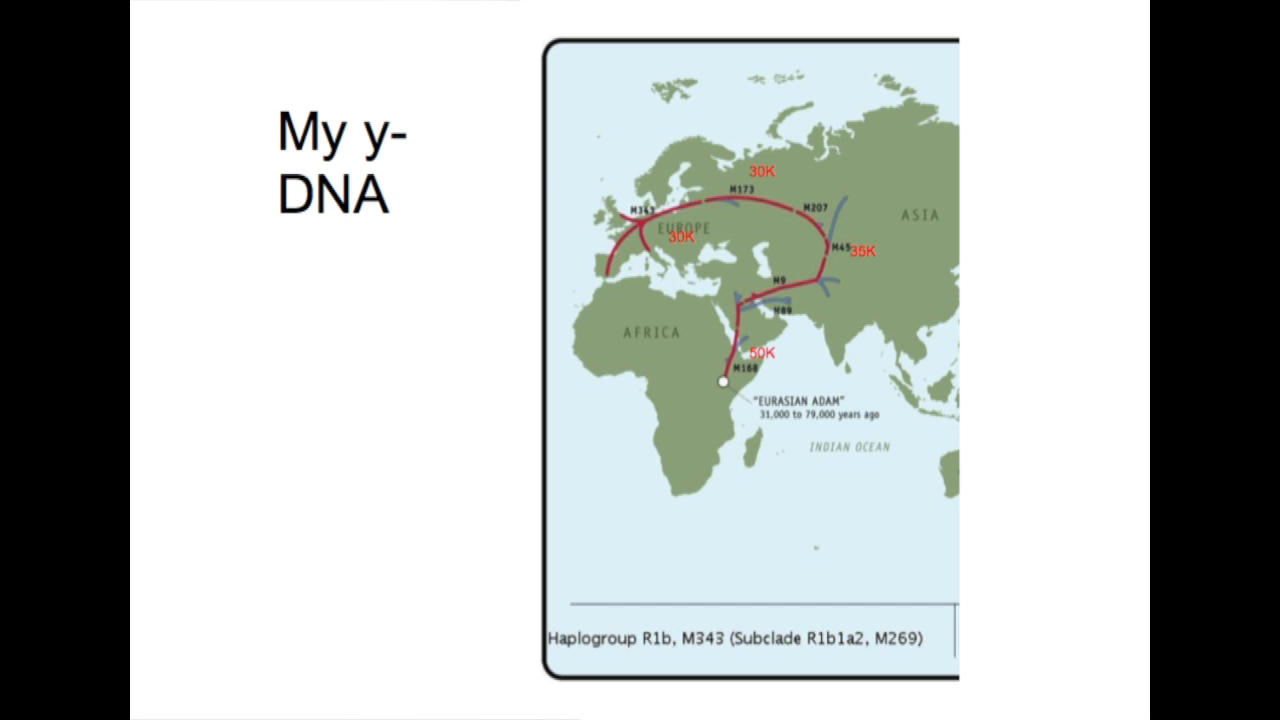 My y-
DNA
30K
M173
M343
M207
EUROPE
30K
ASIA
M45
35K
M9
M89
AFRICA
50K
M168
"EURASIAN ADAM"
31,000 to 79,000 years ago
INDIAN OCEAN
Haplogroup R1b, M343 (Subclade R1b1a2, M269)